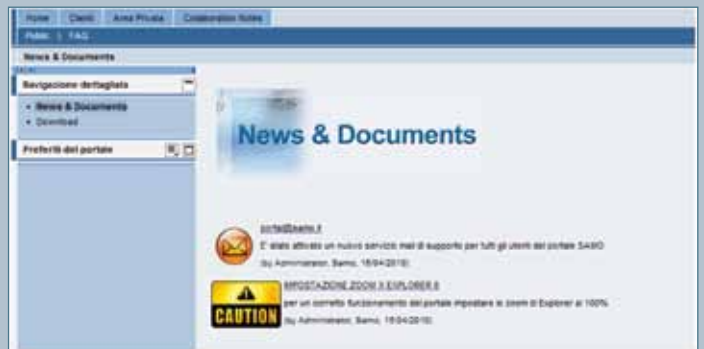 Home Clienti Area Privata Collaboration Rooms
Public | FAQ
News & Documents
Navigazione dettagliata
• News & Documents
• Download
Preferiti del portale
News & Documents
portal@samo.it
E' stato attivato un nuovo servizio mail di supporto per tutti gli utenti del portale SAMO
(by Administrator, Samo, 15/04/2010)
IMPOSTAZIONE ZOOM X EXPLORER 8
per un corretto funzionamento del portale impostare lo zoom di Explorer al 100%
CAUTION
(by Administrator, Samo, 15/04/2010)